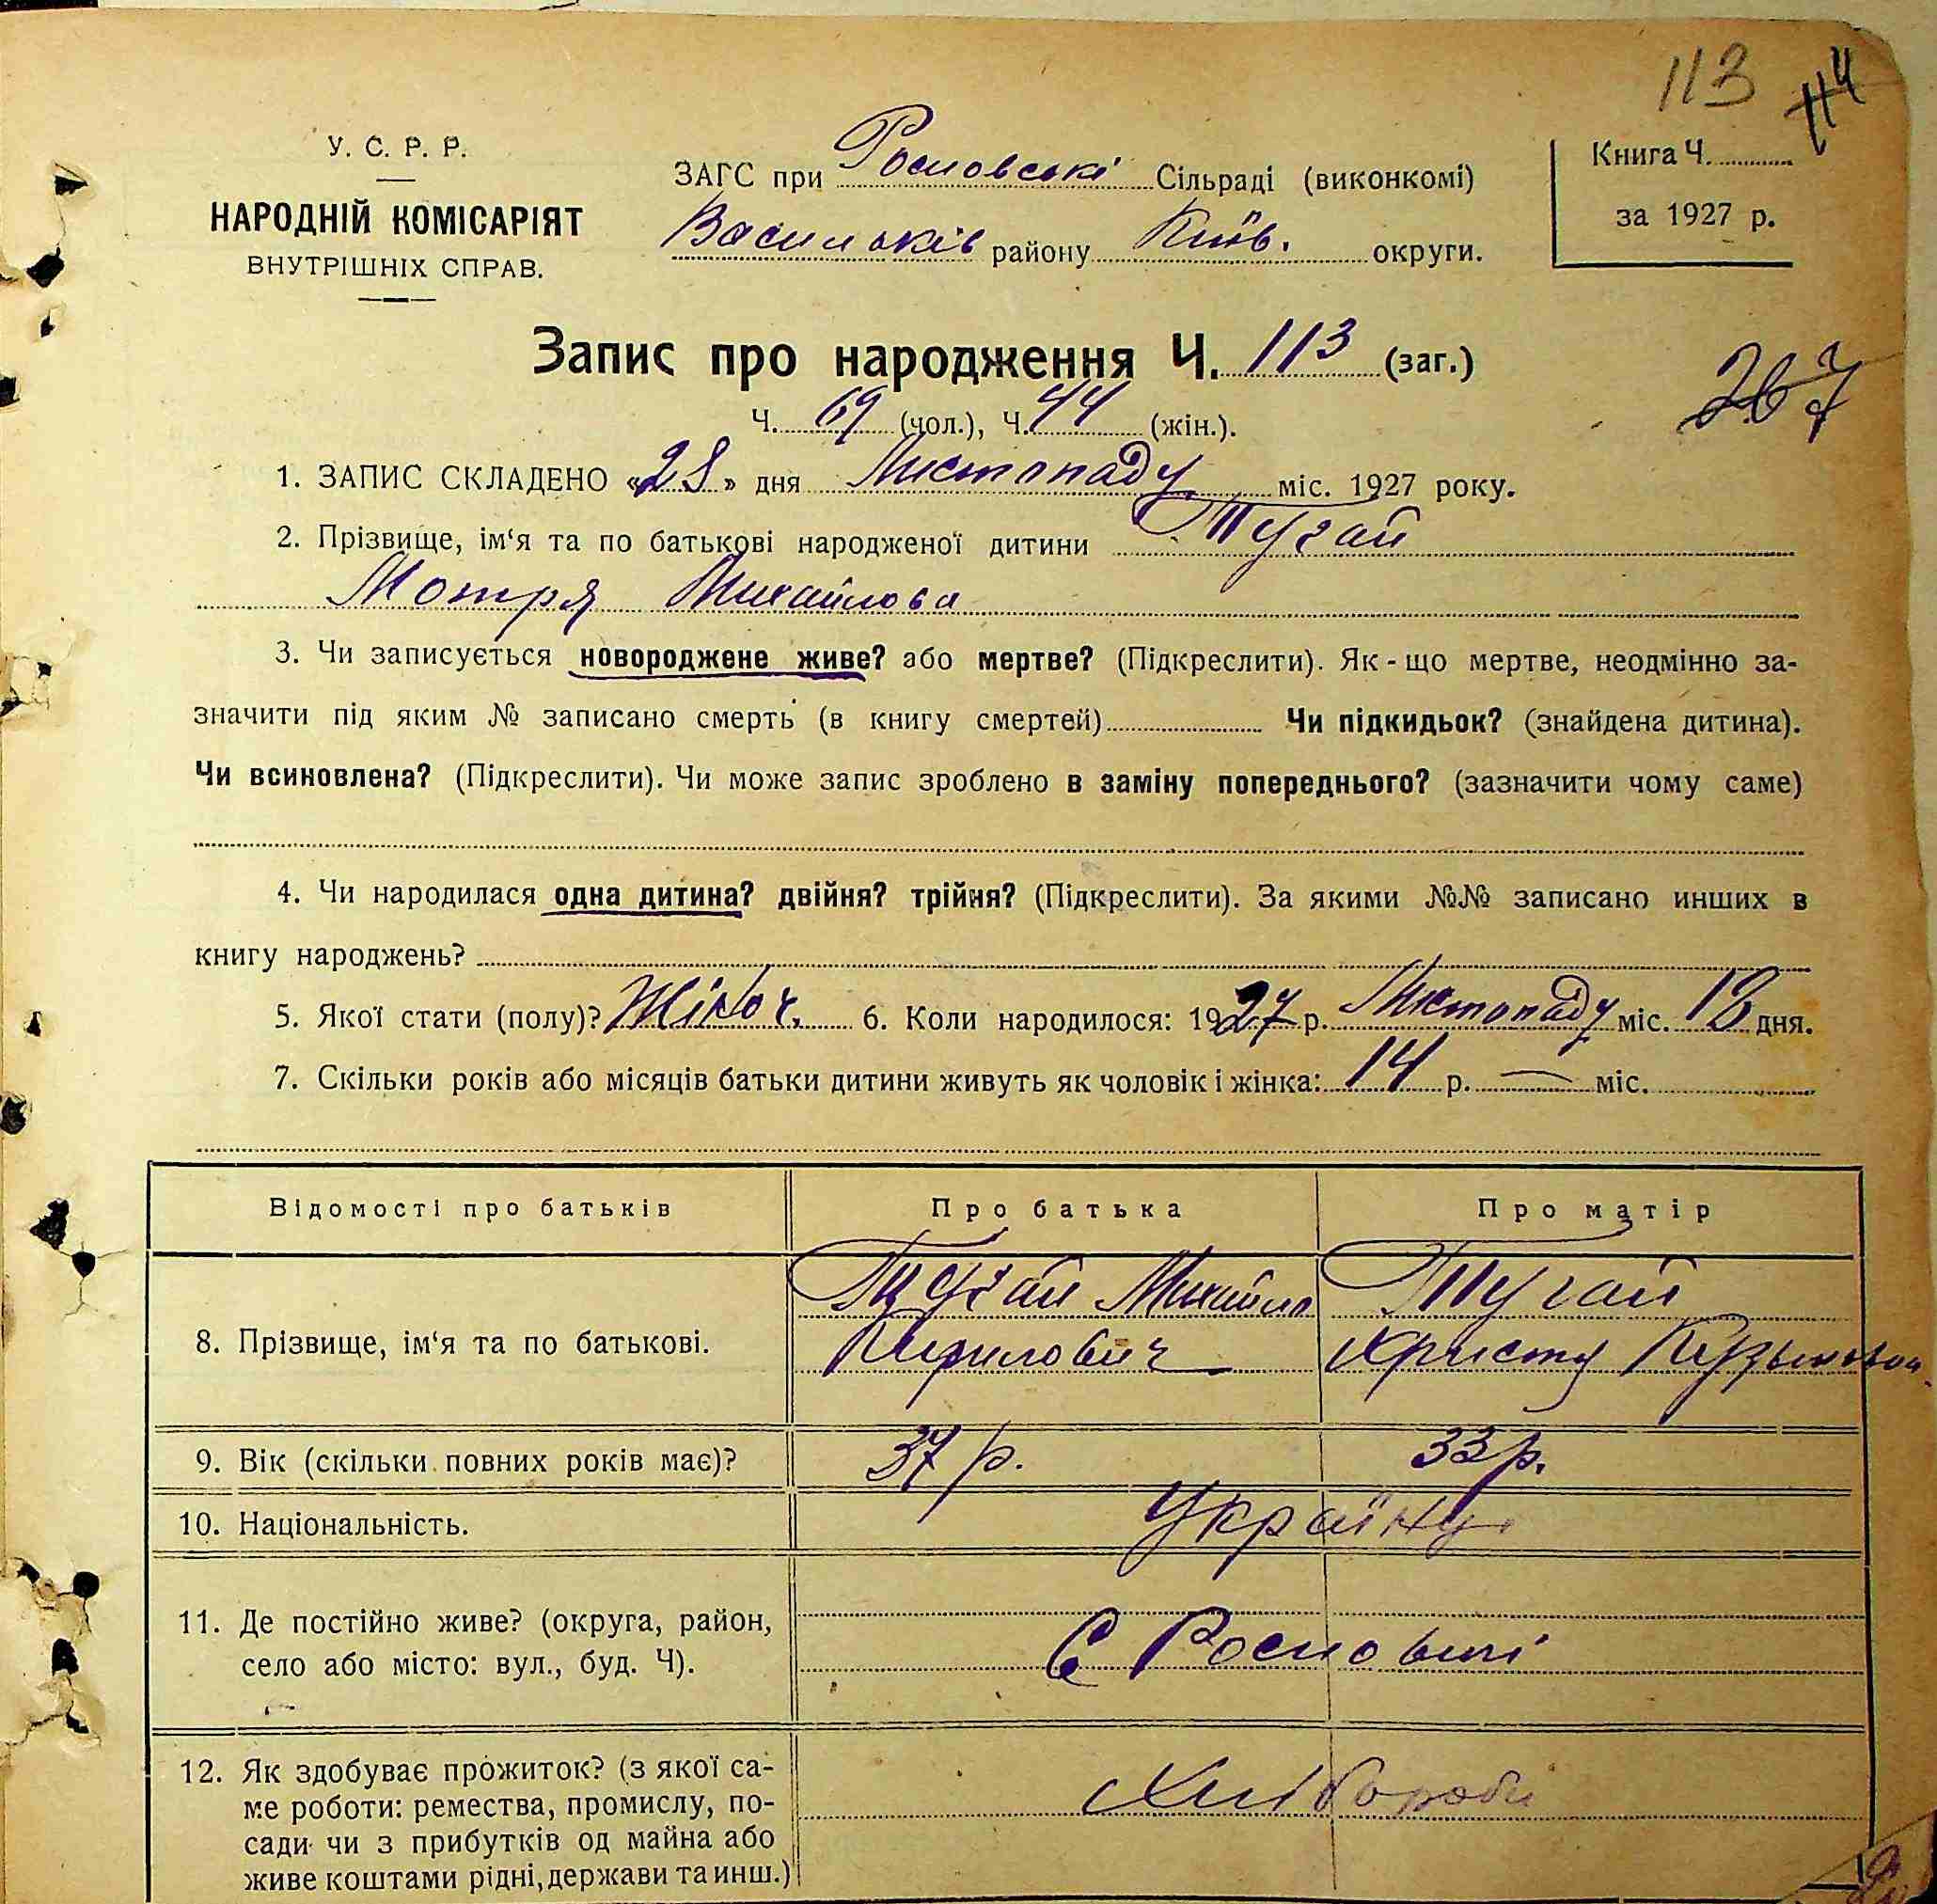 113 114
У. С. Р. Р.
НАРОДНІЙ КОМІСАРІЯТ
ВНУТРІШНІХ СПРАВ.
ЗАГС при Росновські Сільраді (виконкомі)
Васильків району Київ. округи.
Книга Ч.
за 1927 р.
Запис про народження Ч. 113 (заг.)
Ч. 69 (чол.), Ч. 44 (жін.).
1. ЗАПИС СКЛАДЕНО «28» дня Листопаду міс. 1927 року.
2. Прізвище, ім‘я та по батькові народженої дитини Тугай
Мотря Михайлова
3. Чи записується новороджене живе? або мертве? (Підкреслити). Як-що мертве, неодмінно за-
значити під яким № записано смерть (в книгу смертей) Чи підкидьок? (знайдена дитина).
Чи всиновлена? (Підкреслити). Чи може запис зроблено в заміну попереднього? (зазначити чому саме)
4. Чи народилася одна дитина? двійня? трійня? (Підкреслити). За якими №№ записано инших в
книгу народжень?
5. Якої стати (полу)? Жіноч. 6. Коли народилося: 1927 р. Листопаду міс. 18 дня.
7. Скільки років або місяців батьки дитини живуть як чоловік і жінка: 14 р. — міс.
Відомості про батьків Про батька Про матір
8. Прізвище, ім‘я та по батькові. Тугай Михайло Тугай
Кирилович Христя Кузьмовна
9. Вік (скільки повних років має)? 37 р. 33 р.
10. Національність. Україн
11. Де постійно живе? (округа, район,
село або місто: вул., буд. Ч). С Росновці
12. Як здобуває прожиток? (з якої са-
ме роботи: ремества, промислу, по- Хлібороби
сади чи з прибутків од майна або
живе коштами рідні, держави та инш.)